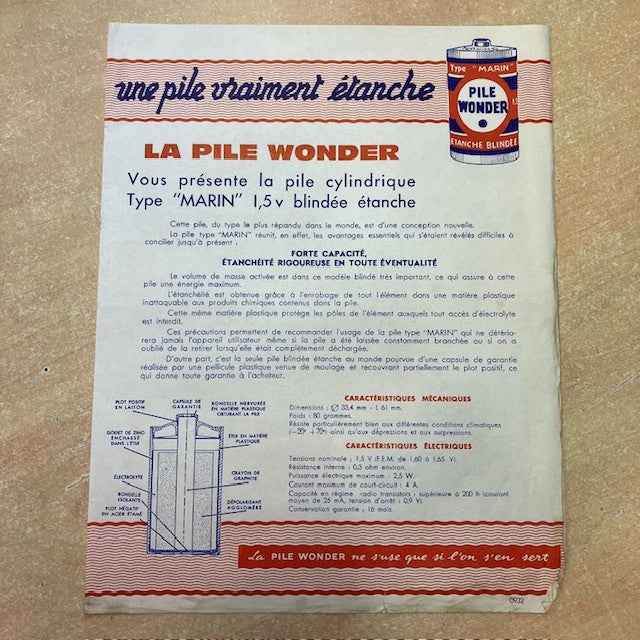 une pile vraiment étanche
Type "MARIN"
PILE
WONDER
ETANCHE BLINDÉE
LA PILE WONDER
Vous présente la pile cylindrique
Type "MARIN" 1,5 v blindée étanche
Cette pile, du type le plus répandu dans le monde, est d'une conception nouvelle.
La pile type "MARIN" réunit, en effet, les avantages essentiels qui s'étaient révélés difficiles à
concilier jusqu'à présent :
FORTE CAPACITÉ,
ÉTANCHÉITÉ RIGOUREUSE EN TOUTE ÉVENTUALITÉ
Le volume de masse activée est dans ce modèle blindé très important, ce qui assure à cette
pile une énergie maximum.
L'étanchéité est obtenue grâce à l'enrobage de tout l'élément dans une matière plastique
inattaquable aux produits chimiques contenus dans la pile.
Cette même matière plastique protège les pôles de l'élément auxquels tout accès d'électrolyte
est interdit.
Ces précautions permettent de recommander l'usage de la pile type "MARIN" qui ne détério-
rera jamais l'appareil utilisateur même si la pile a été laissée constamment branchée ou si on a
oublié de la retirer lorsqu'elle était complètement déchargée.
D'autre part, c'est la seule pile blindée étanche au monde pourvue d'une capsule de garantie
réalisée par une pellicule plastique venue de moulage et recouvrant partiellement le plot positif, ce
qui donne toute garantie à l'acheteur.
PLOT POSITIF
EN LAITON
CAPSULE DE
GARANTIE
RONDELLE NERVURÉE
EN MATIÈRE PLASTIQUE
OBTURANT LA PILE
GODET DE ZINC
ENCHASSÉ
DANS L'ÉTUI
ÉTUI EN MATIÈRE
PLASTIQUE
ÉLECTROLYTE
CRAYON DE
GRAPHITE
RONDELLE
ISOLANTE
DÉPOLARISANT
AGGLOMÉRÉ
PLOT NÉGATIF
EN ACIER ÉTAMÉ
CARACTÉRISTIQUES MÉCANIQUES
Dimensions : ∅ 33,4 mm - L 61 mm.
Poids : 80 grammes.
Résiste particulièrement bien aux différentes conditions climatiques
(−20° +70°) ainsi qu'aux dépressions et aux surpressions.
CARACTÉRISTIQUES ÉLECTRIQUES
Tensions nominale : 1,5 V (F.E.M. de 1,60 à 1,65 V).
Résistance interne : 0,3 ohm environ.
Puissance électrique maximum : 2,5 W.
Courant maximum de court-circuit : 4 A.
Capacité en régime radio transistors : supérieure à 200 h (courant
moyen de 25 mA, tension d'arrêt : 0,9 V).
Conservation garantie : 16 mois.
La PILE WONDER ne s'use que si l'on s'en sert
0932